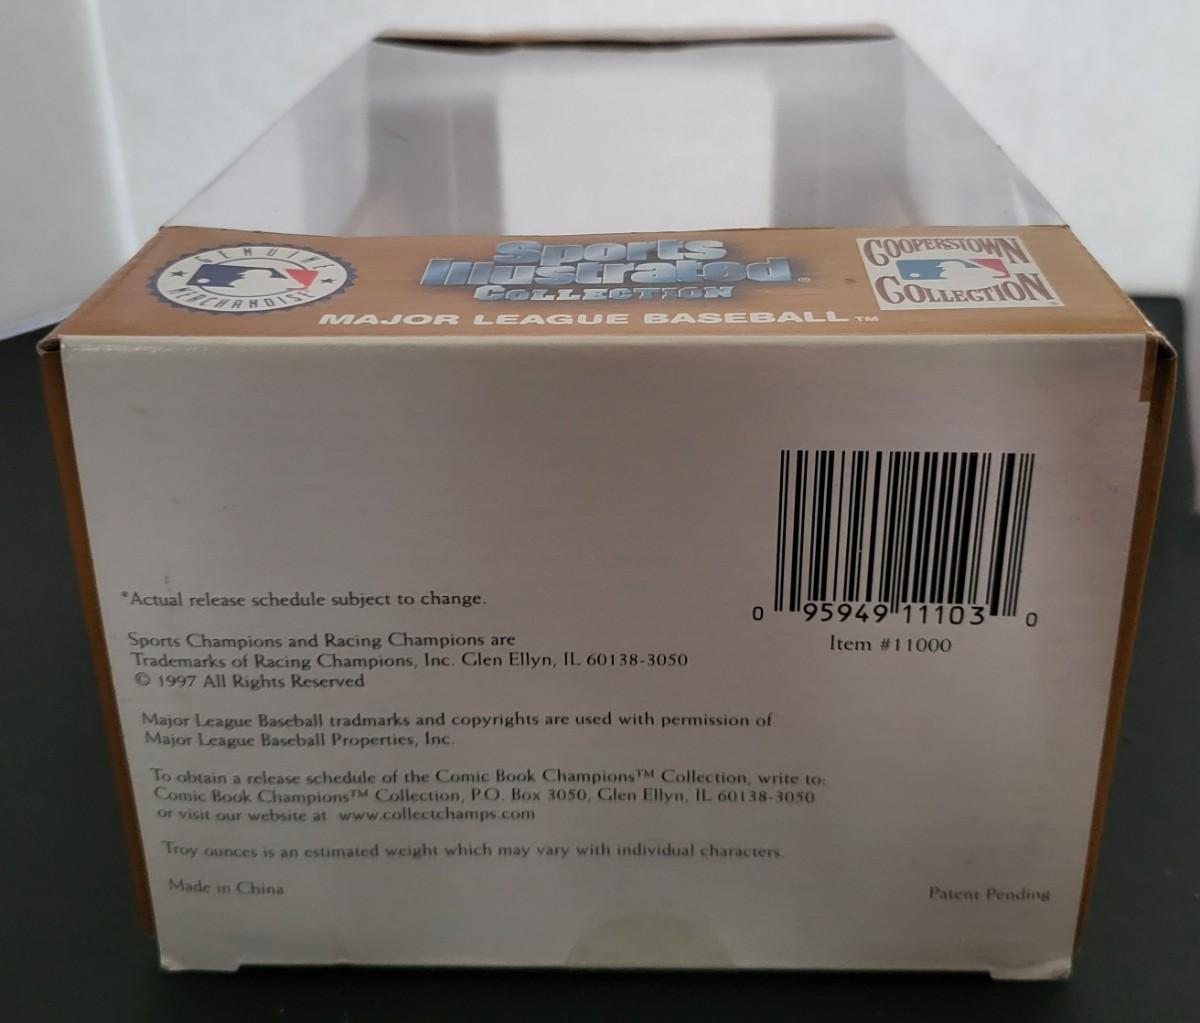 GENUINE MERCHANDISE
Sports
Illustrated®
COLLECTION
MAJOR LEAGUE BASEBALL™
COOPERSTOWN
COLLECTION
0 95949 11103 0
Item #11000
*Actual release schedule subject to change.
Sports Champions and Racing Champions are
Trademarks of Racing Champions, Inc. Glen Ellyn, IL 60138-3050
© 1997 All Rights Reserved
Major League Baseball tradmarks and copyrights are used with permission of
Major League Baseball Properties, Inc.
To obtain a release schedule of the Comic Book Champions™ Collection, write to:
Comic Book Champions™ Collection, P.O. Box 3050, Glen Ellyn, IL 60138-3050
or visit our website at www.collectchamps.com
Troy ounces is an estimated weight which may vary with individual characters.
Made in China
Patent Pending